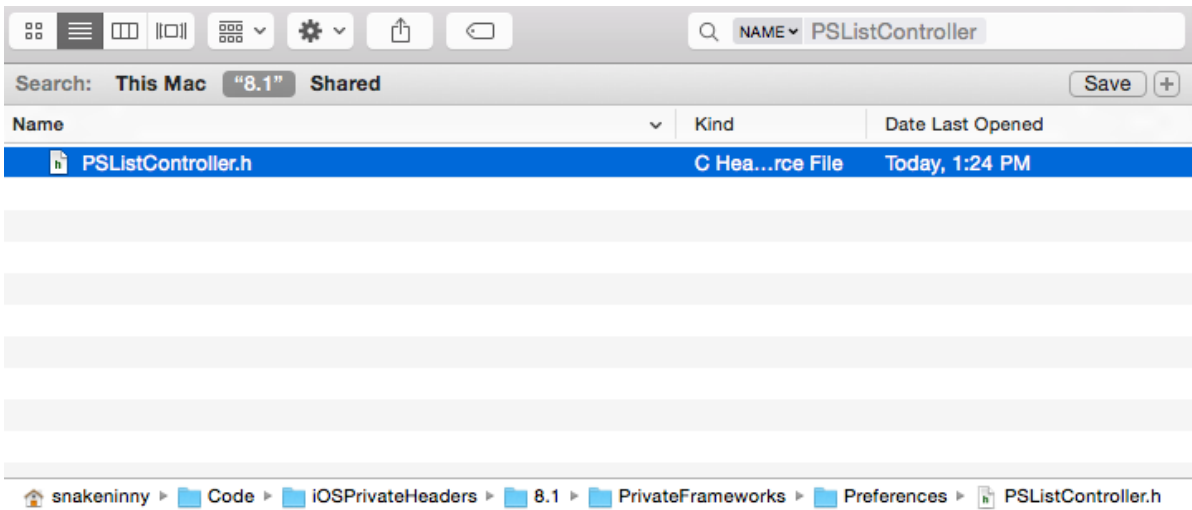 NAME PSListController
Search: This Mac “8.1” Shared Save +
Name Kind Date Last Opened
h PSListController.h C Hea...rce File Today, 1:24 PM
snakeninny Code iOSPrivateHeaders 8.1 PrivateFrameworks Preferences h PSListController.h